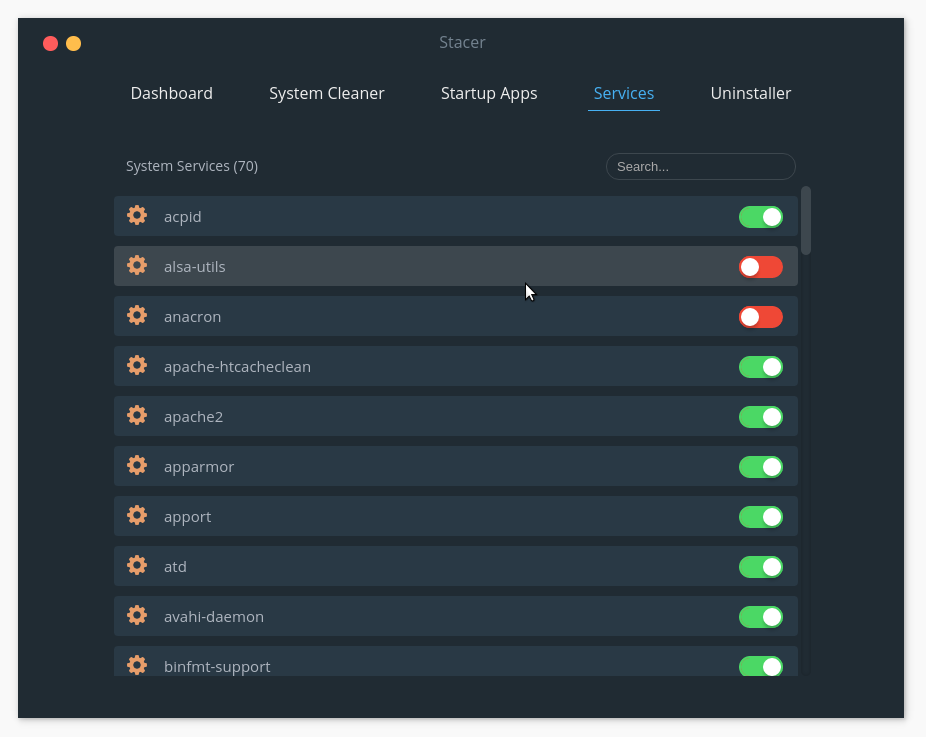 Stacer
Dashboard System Cleaner Startup Apps Services Uninstaller
System Services (70) Search...
acpid
alsa-utils
anacron
apache-htcacheclean
apache2
apparmor
apport
atd
avahi-daemon
binfmt-support